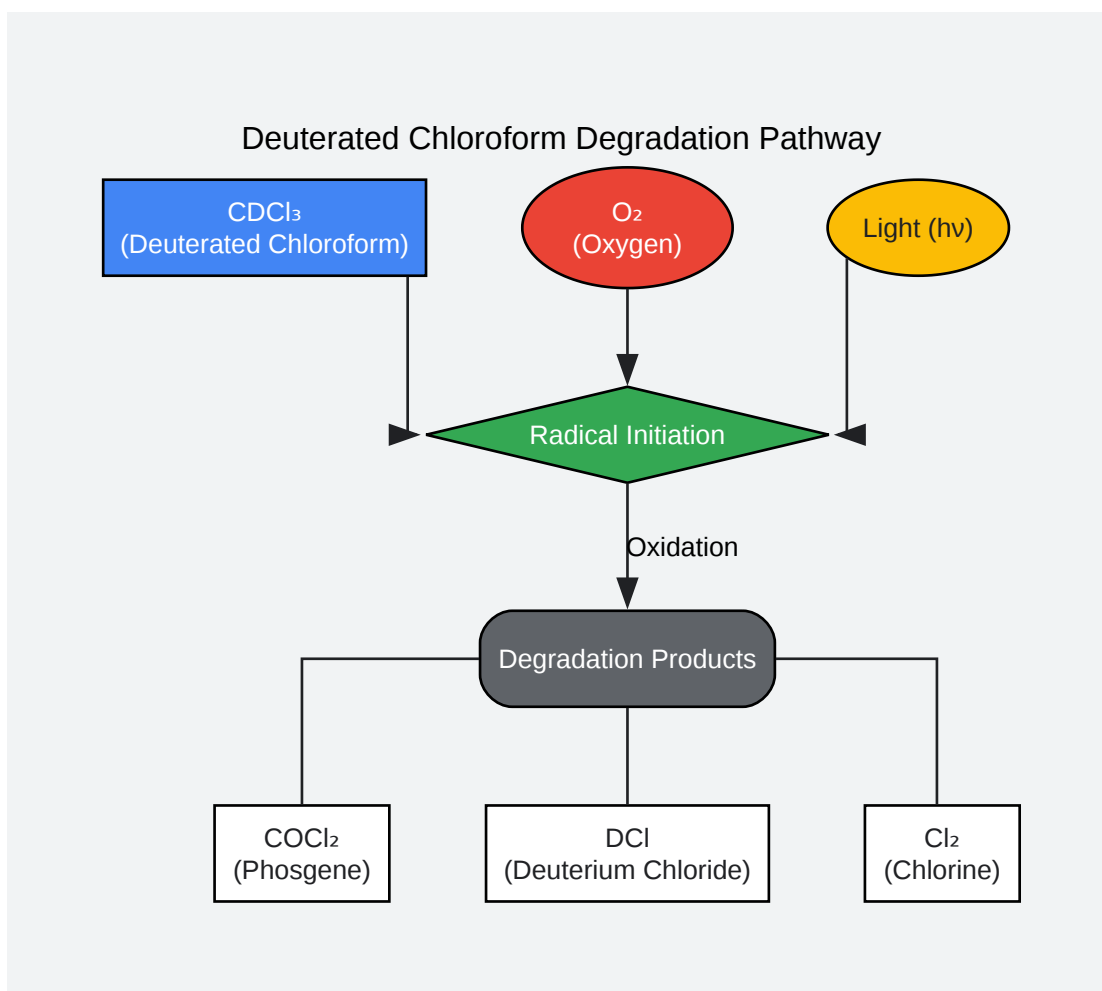 Deuterated Chloroform Degradation Pathway
CDCl₃
(Deuterated Chloroform)
O₂
(Oxygen)
Light (hν)
Radical Initiation
Oxidation
Degradation Products
COCl₂
(Phosgene)
DCl
(Deuterium Chloride)
Cl₂
(Chlorine)